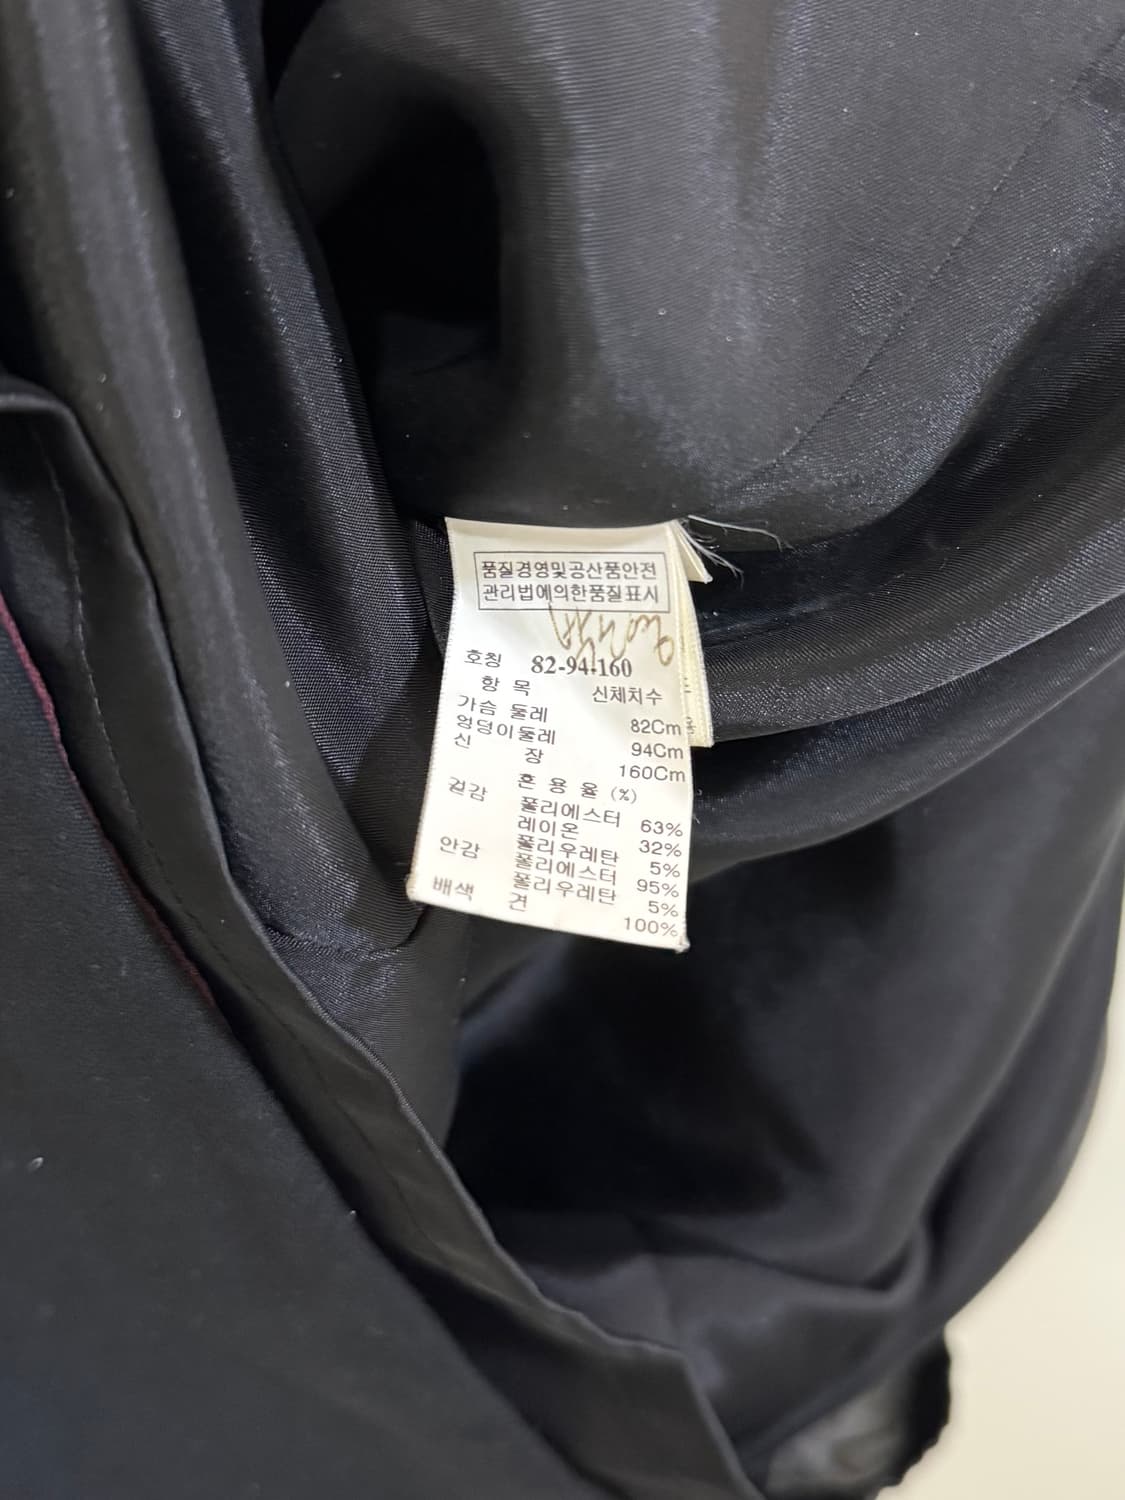 품질경영및공산품안전
관리법에의한품질표시
호칭 82-94-160
항 목 신체치수
가슴 둘레 82Cm
엉덩이둘레 94Cm
신 장 160Cm
혼 용 율 (%)
겉감 폴리에스터 63%
레이온 32%
폴리우레탄 5%
안감 폴리에스터 95%
폴리우레탄 5%
배색 견 100%